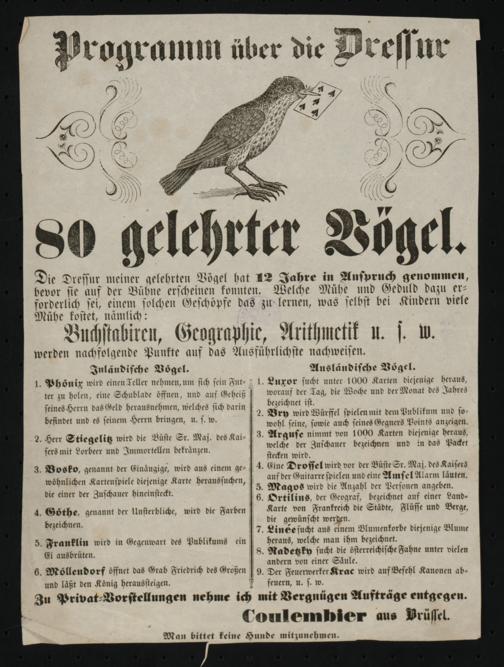 Programm über die Dressur
80 gelehrter Vögel.
Die Dressur meiner gelehrten Vögel hat 12 Jahre in Anspruch genommen,
bevor sie auf der Bühne erscheinen konnten. Welche Mühe und Geduld dazu er-
forderlich sei, einem solchen Geschöpfe das zu lernen, was selbst bei Kindern viele
Mühe kostet, nämlich:
Buchstabiren, Geographie, Arithmetik u. s. w.
werden nachfolgende Punkte auf das Ausführlichste nachweisen.
Inländische Vögel.
1. Phönix wird einen Teller nehmen, um sich sein Fut-
ter zu holen, eine Schublade öffnen, und auf Geheiß
seines Herrn das Geld herausnehmen, welches sich darin
befindet und es seinem Herrn bringen, u. s. w.
2. Herr Stiegelitz wird die Büste Sr. Maj. des Kai-
sers mit Lorbeer und Immortellen bekränzen.
3. Bosko, genannt der Einäugige, wird aus einem ge-
wöhnlichen Kartenspiele diejenige Karte heraussuchen,
die einer der Zuschauer hineinsteckt.
4. Göthe, genannt der Unsterbliche, wird die Farben
bezeichnen.
5. Franklin wird in Gegenwart des Publikums ein
Ei ausbrüten.
6. Möllendorf öffnet das Grab Friedrich des Großen
und läßt den König herausteigen.
Ausländische Vögel.
1. Luxor sucht unter 1000 Karten diejenige heraus,
worauf der Tag, die Woche und der Monat des Jahres
bezeichnet ist.
2. Bry wird Würffel spielen mit dem Publikum und so-
wohl seine, sowie auch seines Gegners Points anzeigen.
3. Arguse nimmt von 1000 Karten diejenige heraus,
welche der Zuschauer bezeichnen und in das Packet
stecken wird.
4. Eine Drossel wird vor der Büste Sr. Maj. des Kaisers
auf der Guitarre spielen und eine Amsel Alarm läuten.
5. Magos wird die Anzahl der Personen angeben.
6. Ortilius, der Geograf, bezeichnet auf einer Land-
Karte von Frankreich die Städte, Flüsse und Berge,
die gewünscht werden.
7. Linée sucht aus einem Blumenkorbe diejenige Blume
heraus, welche man ihm bezeichnet.
8. Radetzky sucht die österreichische Fahne unter vielen
andern von einer Säule.
9. Der Feuerwerker Krac wird auf Befehl Kanonen ab-
feuern, u. s. w.
Zu Privat-Vorstellungen nehme ich mit Vergnügen Aufträge entgegen.
Coulembier aus Brüssel.
Man bittet keine Hunde mitzunehmen.